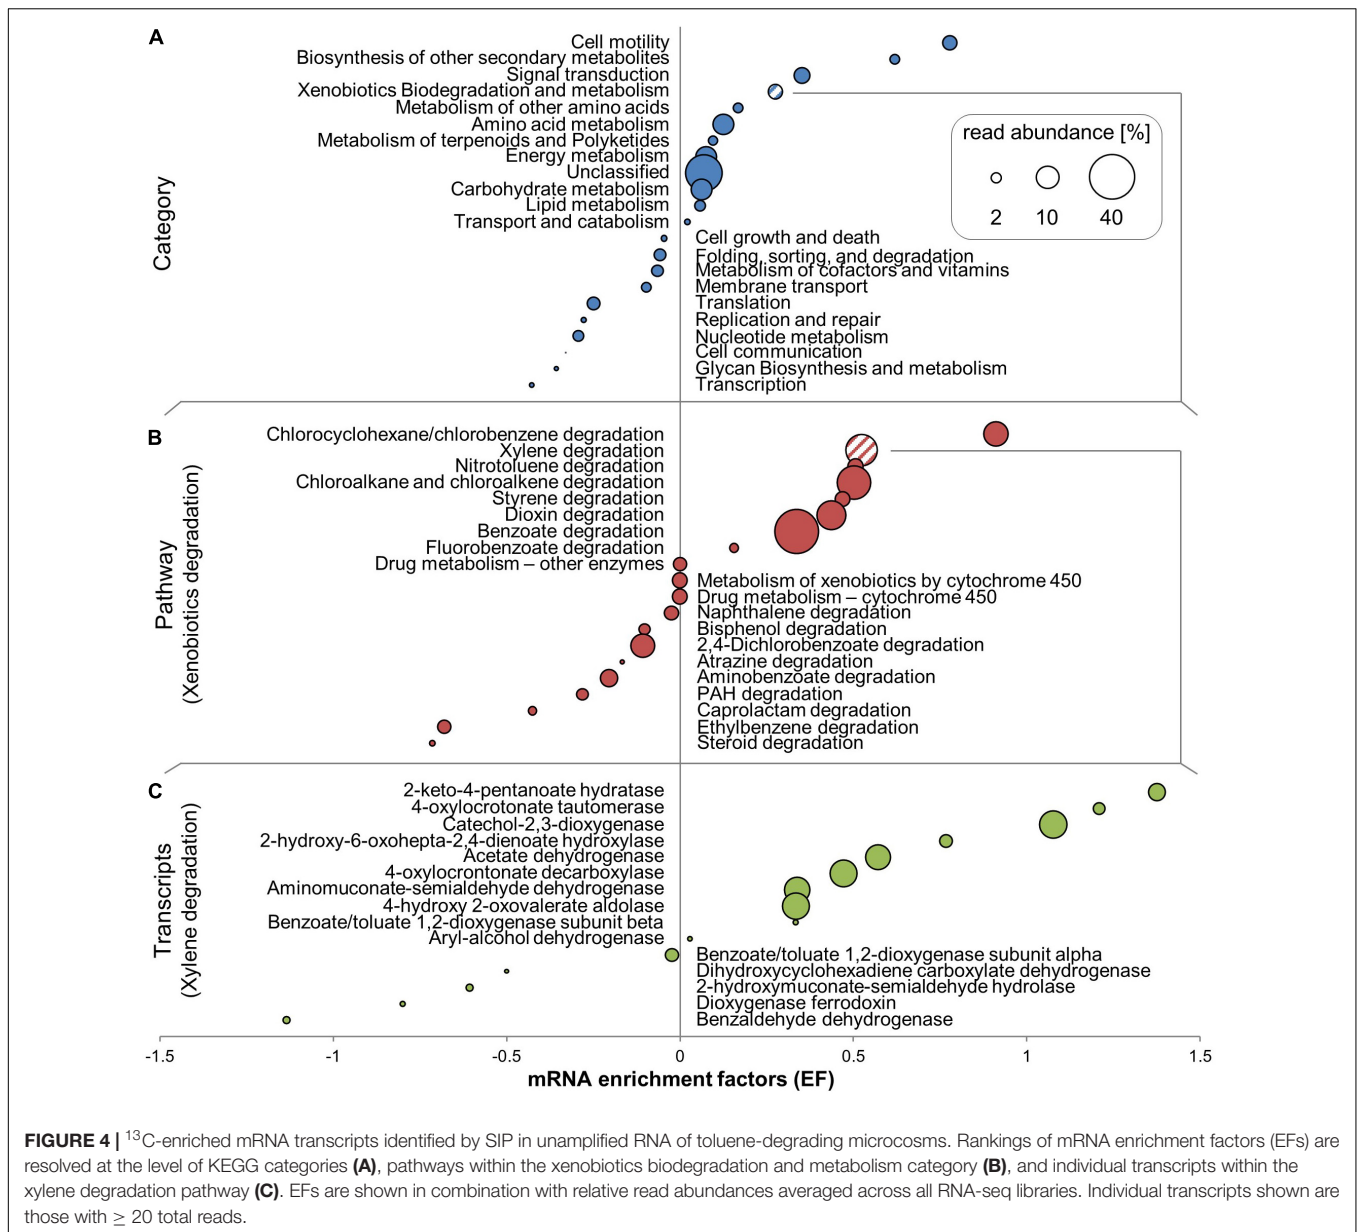 A
Cell motility
Biosynthesis of other secondary metabolites
Signal transduction
Xenobiotics Biodegradation and metabolism
Metabolism of other amino acids
Amino acid metabolism
Metabolism of terpenoids and Polyketides
Energy metabolism
Unclassified
Carbohydrate metabolism
Lipid metabolism
Transport and catabolism
Cell growth and death
Folding, sorting, and degradation
Metabolism of cofactors and vitamins
Membrane transport
Translation
Replication and repair
Nucleotide metabolism
Cell communication
Glycan Biosynthesis and metabolism
Transcription
Category
read abundance [%]
2 10 40
B
Chlorocyclohexane/chlorobenzene degradation
Xylene degradation
Nitrotoluene degradation
Chloroalkane and chloroalkene degradation
Styrene degradation
Dioxin degradation
Benzoate degradation
Fluorobenzoate degradation
Drug metabolism – other enzymes
Metabolism of xenobiotics by cytochrome 450
Drug metabolism – cytochrome 450
Naphthalene degradation
Bisphenol degradation
2,4-Dichlorobenzoate degradation
Atrazine degradation
Aminobenzoate degradation
PAH degradation
Caprolactam degradation
Ethylbenzene degradation
Steroid degradation
Pathway
(Xenobiotics degradation)
C
2-keto-4-pentanoate hydratase
4-oxylocrotonate tautomerase
Catechol-2,3-dioxygenase
2-hydroxy-6-oxohepta-2,4-dienoate hydroxylase
Acetate dehydrogenase
4-oxylocrontonate decarboxylase
Aminomuconate-semialdehyde dehydrogenase
4-hydroxy 2-oxovalerate aldolase
Benzoate/toluate 1,2-dioxygenase subunit beta
Aryl-alcohol dehydrogenase
Benzoate/toluate 1,2-dioxygenase subunit alpha
Dihydroxycyclohexadiene carboxylate dehydrogenase
2-hydroxymuconate-semialdehyde hydrolase
Dioxygenase ferrodoxin
Benzaldehyde dehydrogenase
Transcripts
(Xylene degradation)
-1.5 -1 -0.5 0 0.5 1 1.5
mRNA enrichment factors (EF)
FIGURE 4 | ¹³C-enriched mRNA transcripts identified by SIP in unamplified RNA of toluene-degrading microcosms. Rankings of mRNA enrichment factors (EFs) are
resolved at the level of KEGG categories (A), pathways within the xenobiotics biodegradation and metabolism category (B), and individual transcripts within the
xylene degradation pathway (C). EFs are shown in combination with relative read abundances averaged across all RNA-seq libraries. Individual transcripts shown are
those with ≥ 20 total reads.